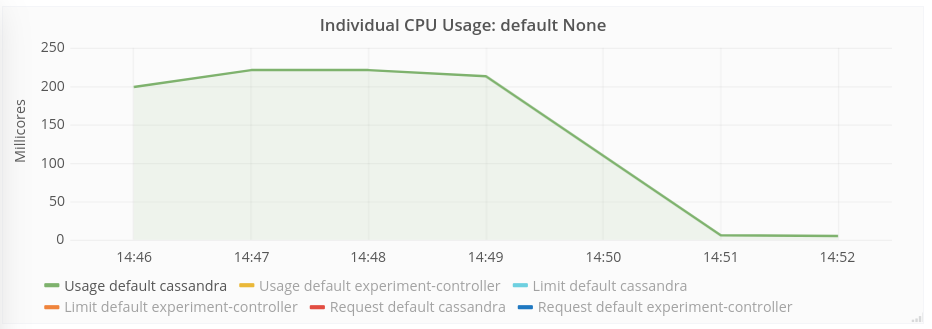 Individual CPU Usage: default None
Millicores
250
200
150
100
50
0
14:46 14:47 14:48 14:49 14:50 14:51 14:52
Usage default cassandra Usage default experiment-controller Limit default cassandra
Limit default experiment-controller Request default cassandra Request default experiment-controller